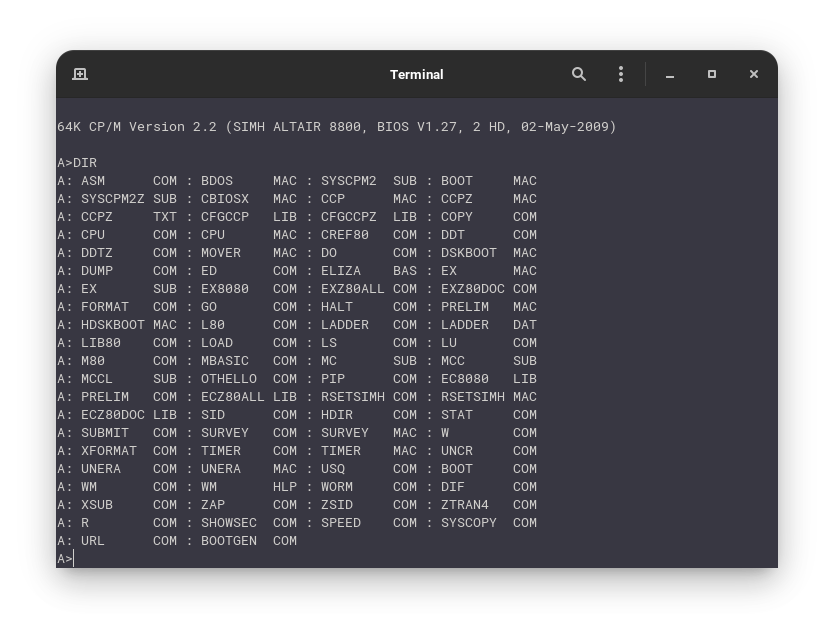 Terminal
64K CP/M Version 2.2 (SIMH ALTAIR 8800, BIOS V1.27, 2 HD, 02-May-2009)
A>DIR
A: ASM      COM : BDOS     MAC : SYSCPM2  SUB : BOOT     MAC
A: SYSCPM2Z SUB : CBIOSX   MAC : CCP      MAC : CCPZ     MAC
A: CCPZ     TXT : CFGCCP   LIB : CFGCCPZ  LIB : COPY     COM
A: CPU      COM : CPU      MAC : CREF80   COM : DDT      COM
A: DDTZ     COM : MOVER    MAC : DO       COM : DSKBOOT  MAC
A: DUMP     COM : ED       COM : ELIZA    BAS : EX       MAC
A: EX       SUB : EX8080   COM : EXZ80ALL COM : EXZ80DOC COM
A: FORMAT   COM : GO       COM : HALT     COM : PRELIM   MAC
A: HDSKBOOT MAC : L80      COM : LADDER   COM : LADDER   DAT
A: LIB80    COM : LOAD     COM : LS       COM : LU       COM
A: M80      COM : MBASIC   COM : MC       SUB : MCC      SUB
A: MCCL     SUB : OTHELLO  COM : PIP      COM : EC8080   LIB
A: PRELIM   COM : ECZ80ALL LIB : RSETSIMH COM : RSETSIMH MAC
A: ECZ80DOC LIB : SID      COM : HDIR     COM : STAT     COM
A: SUBMIT   COM : SURVEY   COM : SURVEY   MAC : W        COM
A: XFORMAT  COM : TIMER    COM : TIMER    MAC : UNCR     COM
A: UNERA    COM : UNERA    MAC : USQ      COM : BOOT     COM
A: WM       COM : WM       HLP : WORM     COM : DIF      COM
A: XSUB     COM : ZAP      COM : ZSID     COM : ZTRAN4   COM
A: R        COM : SHOWSEC  COM : SPEED    COM : SYSCOPY  COM
A: URL      COM : BOOTGEN  COM
A>